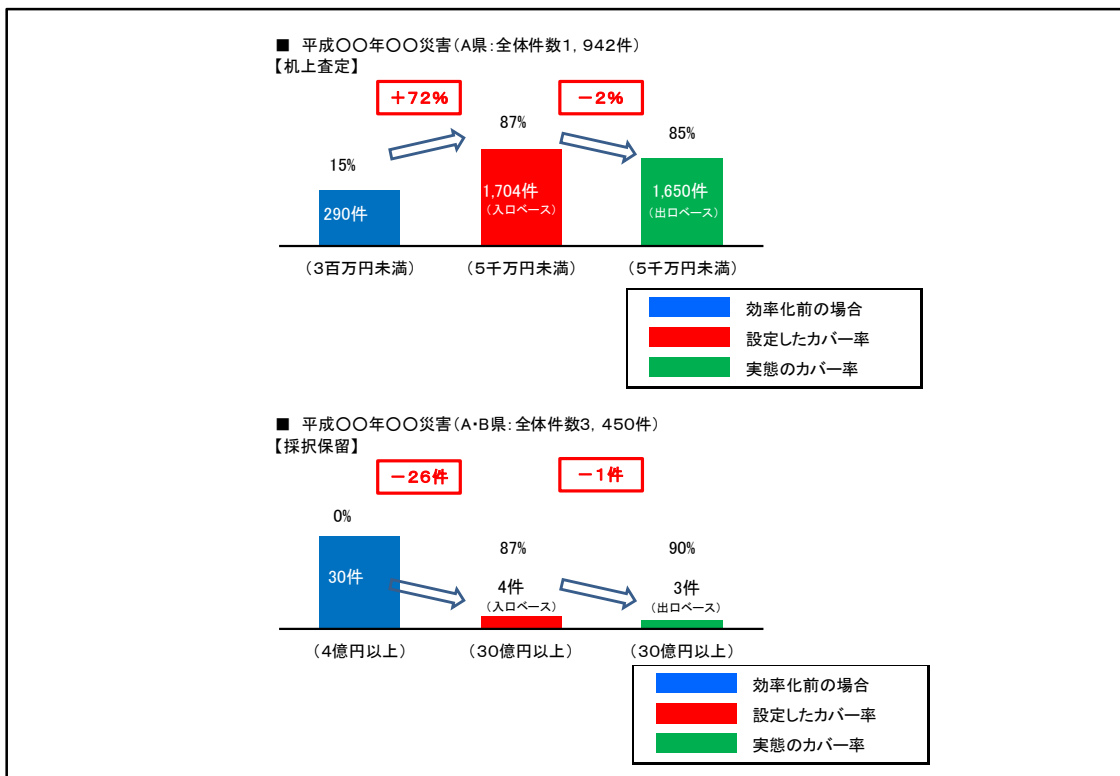 ■ 平成〇〇年〇〇災害(A県:全体件数1,942件)
【机上査定】
+72%
-2%
87%
85%
15%
1,704件
(入口ベース)
1,650件
(出口ベース)
290件
(3百万円未満)
(5千万円未満)
(5千万円未満)
効率化前の場合
設定したカバー率
実態のカバー率
■ 平成〇〇年〇〇災害(A・B県:全体件数3,450件)
【採択保留】
-26件
-1件
0%
87%
90%
30件
4件
(入口ベース)
3件
(出口ベース)
(4億円以上)
(30億円以上)
(30億円以上)
効率化前の場合
設定したカバー率
実態のカバー率